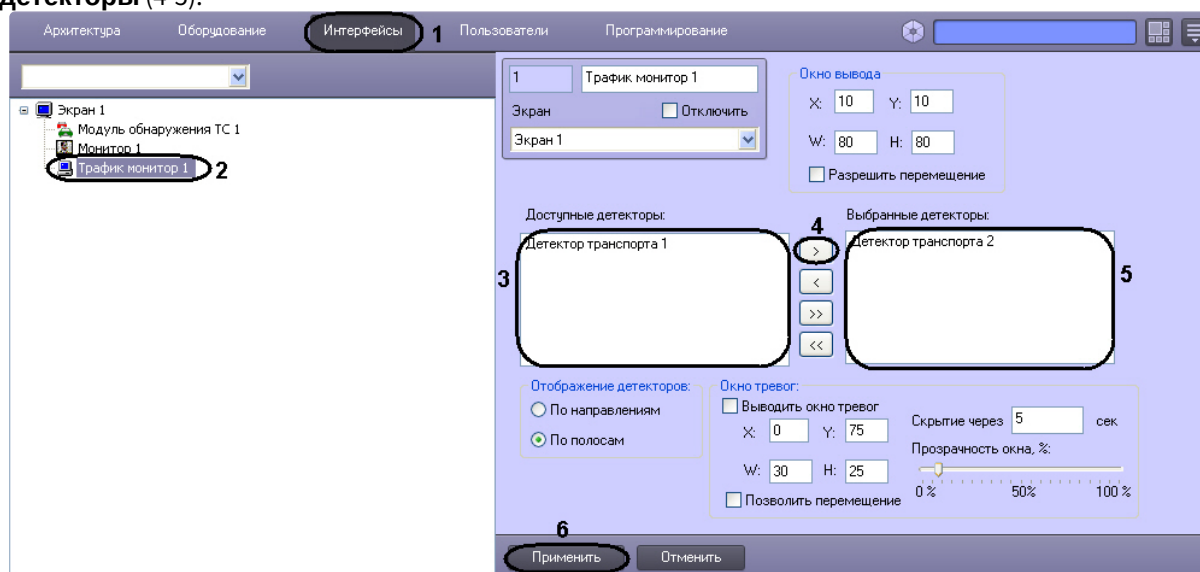 детекторы (4-5).
Архитектура Оборудование Интерфейсы 1 Пользователи Программирование
1 Трафик монитор 1
Экран Отключить
Экран 1
Окно вывода
X: 10 Y: 10
W: 80 H: 80
Разрешить перемещение
Экран 1
Модуль обнаружения ТС 1
Монитор 1
Трафик монитор 1 2
Доступные детекторы:
Детектор транспорта 1
3
4
>
<
>>
<<
Выбранные детекторы:
Детектор транспорта 2
5
Отображение детекторов:
По направлениям
По полосам
Окно тревог:
Выводить окно тревог
X: 0 Y: 75
W: 30 H: 25
Позволить перемещение
Скрытие через 5 сек
Прозрачность окна, %:
0 % 50% 100 %
6
Применить Отменить